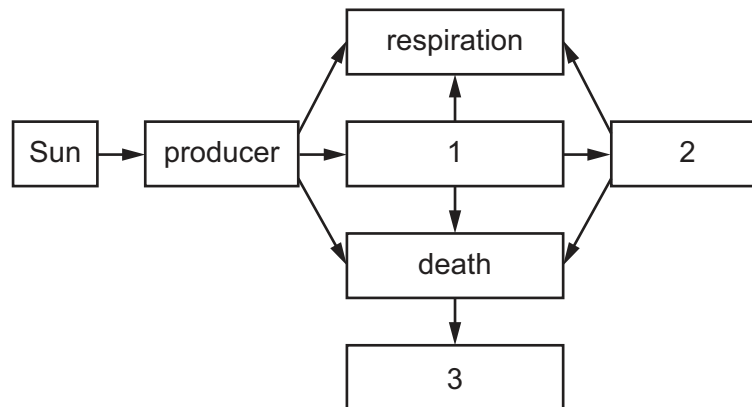 respiration
Sun
producer
1
2
death
3